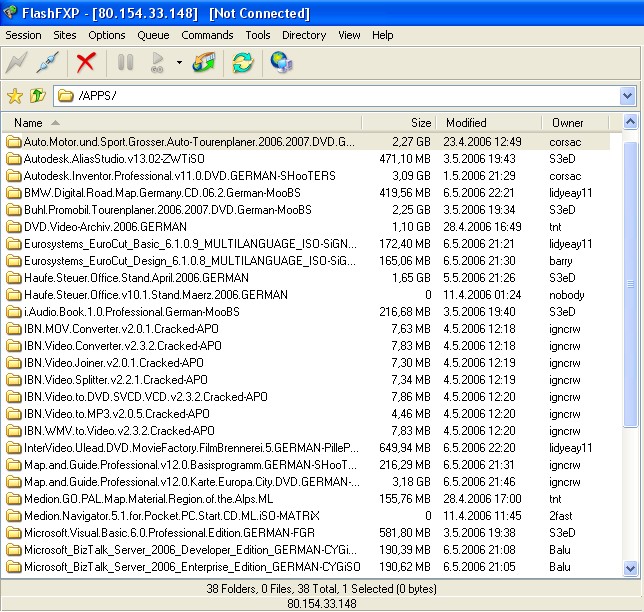 FlashFXP - [80.154.33.148] [Not Connected]
Session Sites Options Queue Commands Tools Directory View Help
/APPS/
Name Size Modified Owner
Auto.Motor.und.Sport.Grosser.Auto-Tourenplaner.2006.2007.DVD.G... 2,27 GB 23.4.2006 12:49 corsac
Autodesk.AliasStudio.v13.02-ZWTiSO 471,10 MB 3.5.2006 19:43 S3eD
Autodesk.Inventor.Professional.v11.0.DVD.GERMAN-SHooTERS 3,09 GB 1.5.2006 21:29 corsac
BMW.Digital.Road.Map.Germany.CD.06.2.German-MooBS 419,56 MB 6.5.2006 22:21 lidyeay11
Buhl.Promobil.Tourenplaner.2006.2007.DVD.German-MooBS 2,25 GB 3.5.2006 19:34 S3eD
DVD.Video-Archiv.2006.GERMAN 1,10 GB 28.4.2006 16:49 tnt
Eurosystems_EuroCut_Basic_6.1.0.9_MULTILANGUAGE_ISO-SiGN... 172,40 MB 6.5.2006 21:21 lidyeay11
Eurosystems_EuroCut_Design_6.1.0.8_MULTILANGUAGE_ISO-SiG... 165,06 MB 6.5.2006 21:30 barry
Haufe.Steuer.Office.Stand.April.2006.GERMAN 1,65 GB 5.5.2006 21:26 S3eD
Haufe.Steuer.Office.v10.1.Stand.Maerz.2006.GERMAN 0 11.4.2006 01:24 nobody
i.Audio.Book.1.0.Professional.German-MooBS 216,68 MB 3.5.2006 19:40 S3eD
IBN.MOV.Converter.v2.0.1.Cracked-APO 7,63 MB 4.5.2006 12:18 igncrw
IBN.Video.Converter.v2.3.2.Cracked-APO 7,83 MB 4.5.2006 12:18 igncrw
IBN.Video.Joiner.v2.0.1.Cracked-APO 7,30 MB 4.5.2006 12:19 igncrw
IBN.Video.Splitter.v2.2.1.Cracked-APO 7,34 MB 4.5.2006 12:19 igncrw
IBN.Video.to.DVD.SVCD.VCD.v2.3.2.Cracked-APO 7,86 MB 4.5.2006 12:20 igncrw
IBN.Video.to.MP3.v2.0.5.Cracked-APO 4,46 MB 4.5.2006 12:20 igncrw
IBN.WMV.to.Video.v2.3.2.Cracked-APO 7,83 MB 4.5.2006 12:20 igncrw
InterVideo.Ulead.DVD.MovieFactory.FilmBrennerei.5.GERMAN-PilleP... 649,94 MB 6.5.2006 22:20 lidyeay11
Map.and.Guide.Professional.v12.0.Basisprogramm.GERMAN-SHooT... 216,29 MB 6.5.2006 21:31 igncrw
Map.and.Guide.Professional.v12.0.Karte.Europa.City.DVD.GERMAN-... 3,18 GB 6.5.2006 21:46 igncrw
Medion.GO.PAL.Map.Material.Region.of.the.Alps.ML 155,76 MB 28.4.2006 17:00 tnt
Medion.Navigator.5.1.for.Pocket.PC.Start.CD.ML.iSO-MATRiX 0 11.4.2006 11:45 2fast
Microsoft.Visual.Basic.6.0.Professional.Edition.GERMAN-FGR 581,80 MB 3.5.2006 19:38 S3eD
Microsoft_BizTalk_Server_2006_Developer_Edition_GERMAN-CYGi... 190,39 MB 6.5.2006 21:08 Balu
Microsoft_BizTalk_Server_2006_Enterprise_Edition_GERMAN-CYGiSO 190,62 MB 6.5.2006 21:05 Balu
38 Folders, 0 Files, 38 Total, 1 Selected (0 bytes)
80.154.33.148